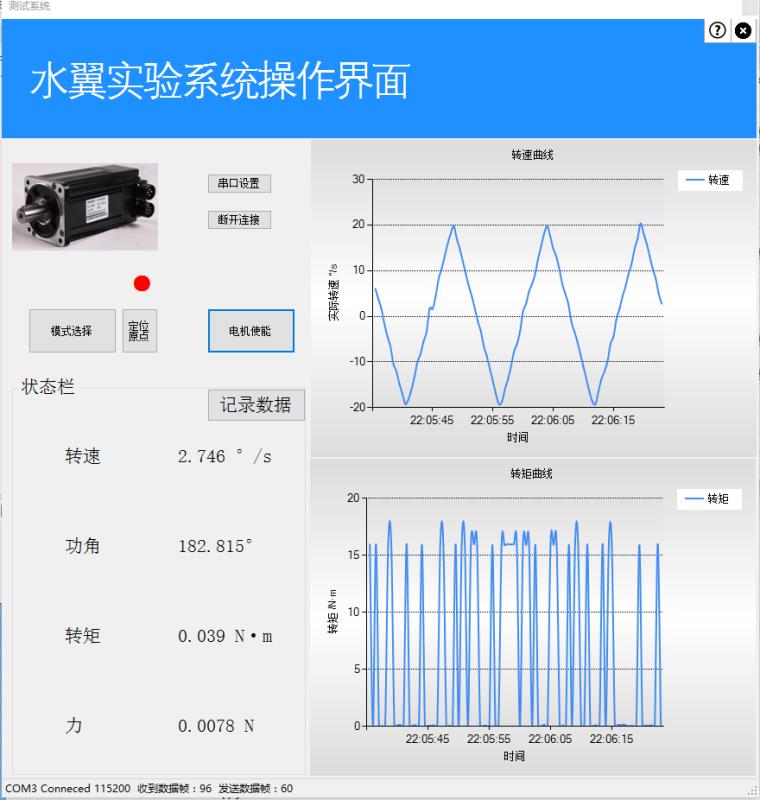 测试系统
水翼实验系统操作界面
串口设置
断开连接
模式选择
定位
原点
电机使能
状态栏
记录数据
转速 2.746 ° /s
功角 182.815°
转矩 0.039 N•m
力 0.0078 N
转速曲线
转速
实际转速 °/s
30
20
10
0
-10
-20
22:05:45 22:05:55 22:06:05 22:06:15
时间
转矩曲线
转矩
转矩 /N·m
20
15
10
5
0
22:05:45 22:05:55 22:06:05 22:06:15
时间
COM3 Conneced 115200 收到数据帧：96 发送数据帧：60